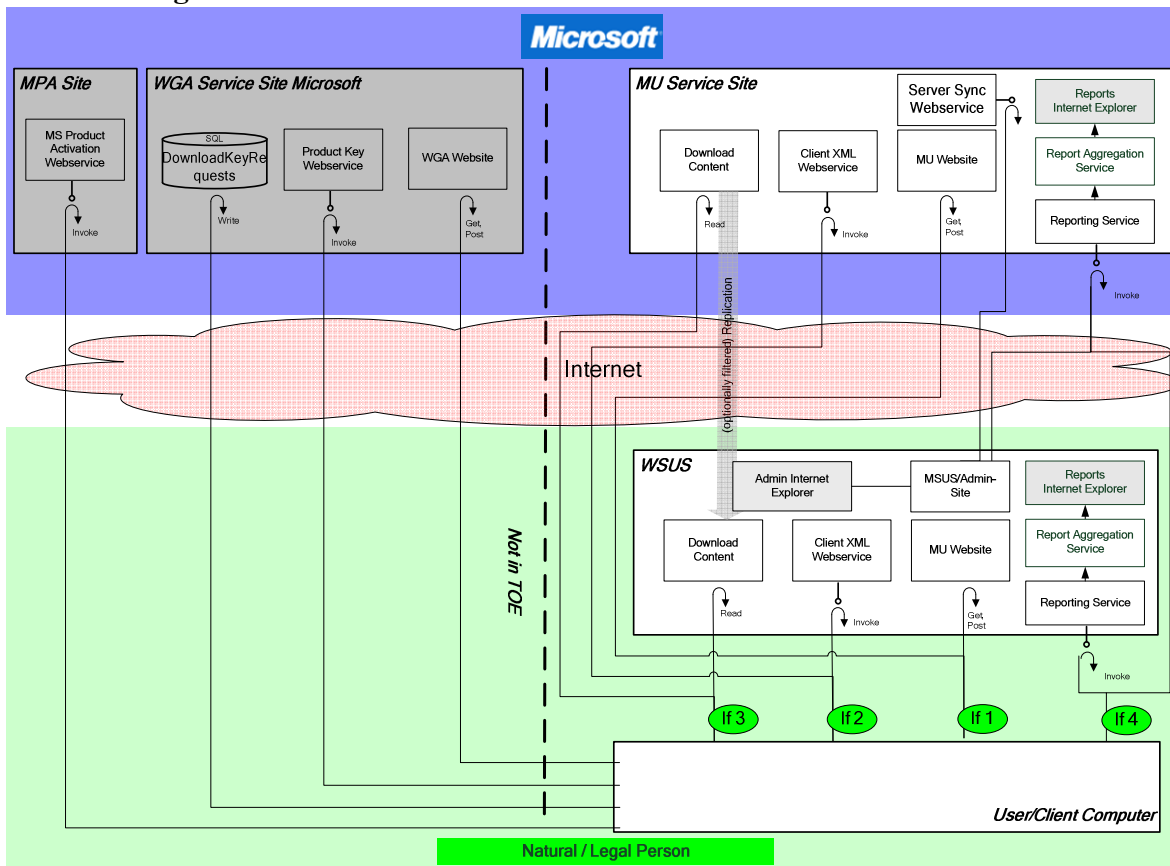 Microsoft
MPA Site
MS Product
Activation
Webservice
Invoke
WGA Service Site Microsoft
SQL
DownloadKeyRe
quests
Write
Product Key
Webservice
Invoke
WGA Website
Get,
Post
MU Service Site
Server Sync
Webservice
Reports
Internet Explorer
Download
Content
Read
Client XML
Webservice
Invoke
MU Website
Get,
Post
Report Aggregation
Service
Reporting Service
Invoke
Internet
(optionally filtered) Replication
Not in TOE
WSUS
Admin Internet
Explorer
MSUS/Admin-
Site
Reports
Internet Explorer
Download
Content
Read
Client XML
Webservice
Invoke
MU Website
Get,
Post
Report Aggregation
Service
Reporting Service
Invoke
If 3
If 2
If 1
If 4
User/Client Computer
Natural / Legal Person